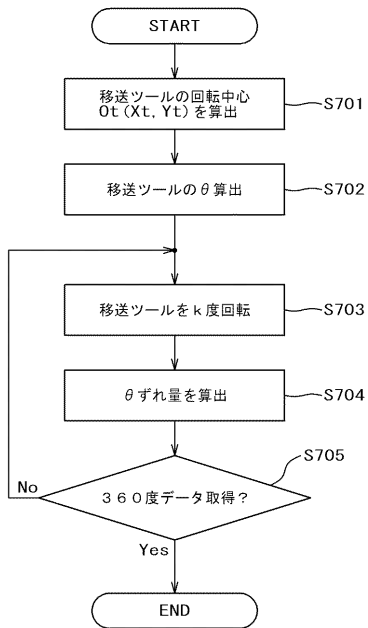 START
移送ツールの回転中心
Ot(Xt,Yt)を算出
S701
移送ツールのθ算出
S702
移送ツールをk度回転
S703
θずれ量を算出
S704
S705
360度データ取得?
No
Yes
END